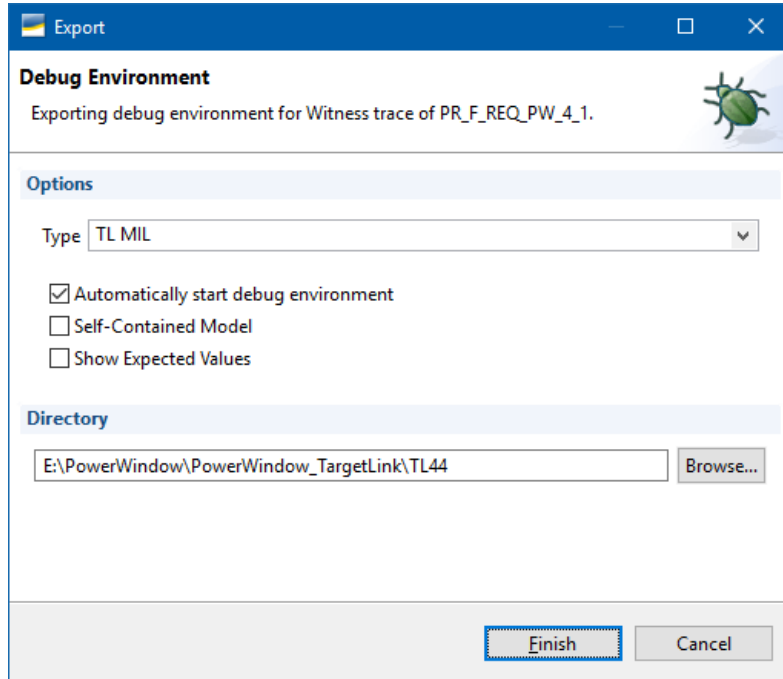 Export
Debug Environment
Exporting debug environment for Witness trace of PR_F_REQ_PW_4_1.
Options
Type TL MIL
Automatically start debug environment
Self-Contained Model
Show Expected Values
Directory
E:\PowerWindow\PowerWindow_TargetLink\TL44 Browse...
Finish Cancel